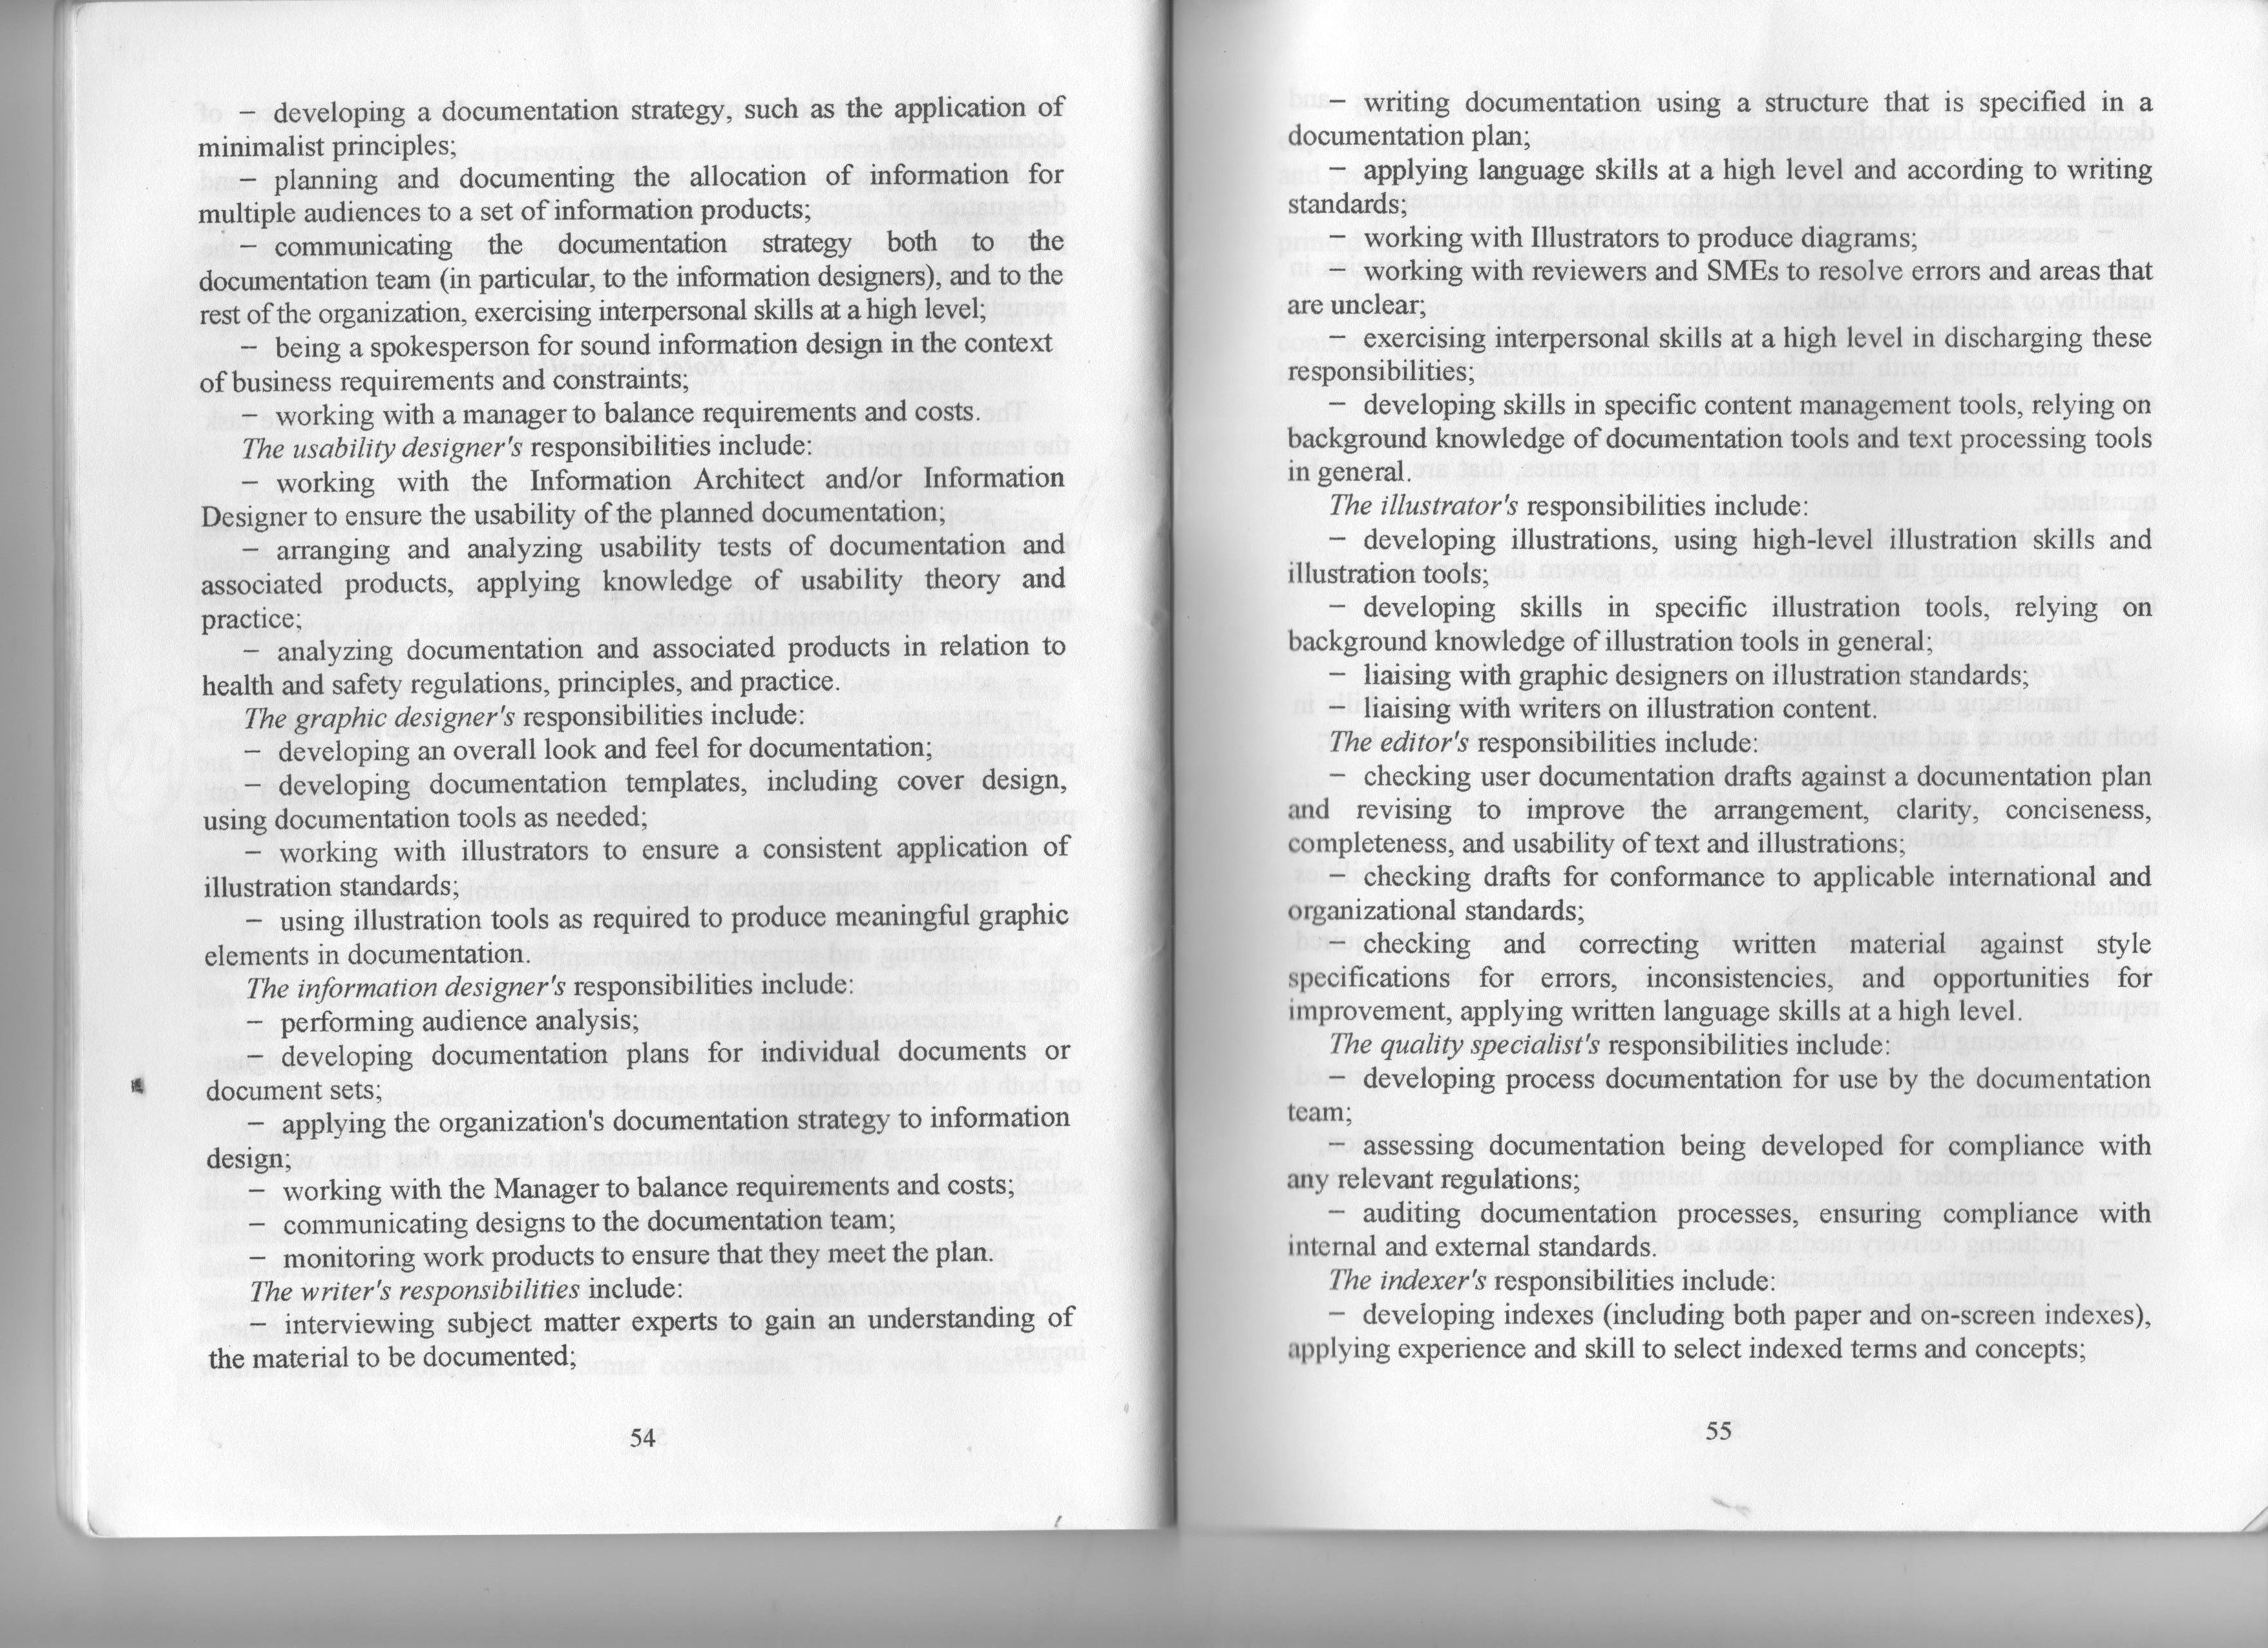 – developing a documentation strategy, such as the application of
minimalist principles;
– planning and documenting the allocation of information for
multiple audiences to a set of information products;
– communicating the documentation strategy both to the
documentation team (in particular, to the information designers), and to the
rest of the organization, exercising interpersonal skills at a high level;
– being a spokesperson for sound information design in the context
of business requirements and constraints;
– working with a manager to balance requirements and costs.
The usability designer's responsibilities include:
– working with the Information Architect and/or Information
Designer to ensure the usability of the planned documentation;
– arranging and analyzing usability tests of documentation and
associated products, applying knowledge of usability theory and
practice;
– analyzing documentation and associated products in relation to
health and safety regulations, principles, and practice.
The graphic designer's responsibilities include:
– developing an overall look and feel for documentation;
– developing documentation templates, including cover design,
using documentation tools as needed;
– working with illustrators to ensure a consistent application of
illustration standards;
– using illustration tools as required to produce meaningful graphic
elements in documentation.
The information designer's responsibilities include:
– performing audience analysis;
– developing documentation plans for individual documents or
document sets;
– applying the organization's documentation strategy to information
design;
– working with the Manager to balance requirements and costs;
– communicating designs to the documentation team;
– monitoring work products to ensure that they meet the plan.
The writer's responsibilities include:
– interviewing subject matter experts to gain an understanding of
the material to be documented;
54
– writing documentation using a structure that is specified in a
documentation plan;
– applying language skills at a high level and according to writing
standards;
– working with Illustrators to produce diagrams;
– working with reviewers and SMEs to resolve errors and areas that
are unclear;
– exercising interpersonal skills at a high level in discharging these
responsibilities;
– developing skills in specific content management tools, relying on
background knowledge of documentation tools and text processing tools
in general.
The illustrator's responsibilities include:
– developing illustrations, using high-level illustration skills and
illustration tools;
– developing skills in specific illustration tools, relying on
background knowledge of illustration tools in general;
– liaising with graphic designers on illustration standards;
– liaising with writers on illustration content.
The editor's responsibilities include:
– checking user documentation drafts against a documentation plan
and revising to improve the arrangement, clarity, conciseness,
completeness, and usability of text and illustrations;
– checking drafts for conformance to applicable international and
organizational standards;
– checking and correcting written material against style
specifications for errors, inconsistencies, and opportunities for
improvement, applying written language skills at a high level.
The quality specialist's responsibilities include:
– developing process documentation for use by the documentation
team;
– assessing documentation being developed for compliance with
any relevant regulations;
– auditing documentation processes, ensuring compliance with
internal and external standards.
The indexer's responsibilities include:
– developing indexes (including both paper and on-screen indexes),
applying experience and skill to select indexed terms and concepts;
55